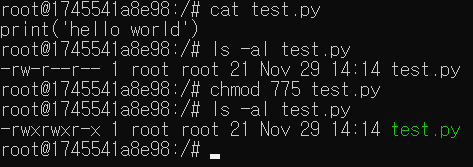 root@1745541a8e98:/# cat test.py
print('hello world')
root@1745541a8e98:/# ls -al test.py
-rw-r--r-- 1 root root 21 Nov 29 14:14 test.py
root@1745541a8e98:/# chmod 775 test.py
root@1745541a8e98:/# ls -al test.py
-rwxrwxr-x 1 root root 21 Nov 29 14:14 test.py
root@1745541a8e98:/#